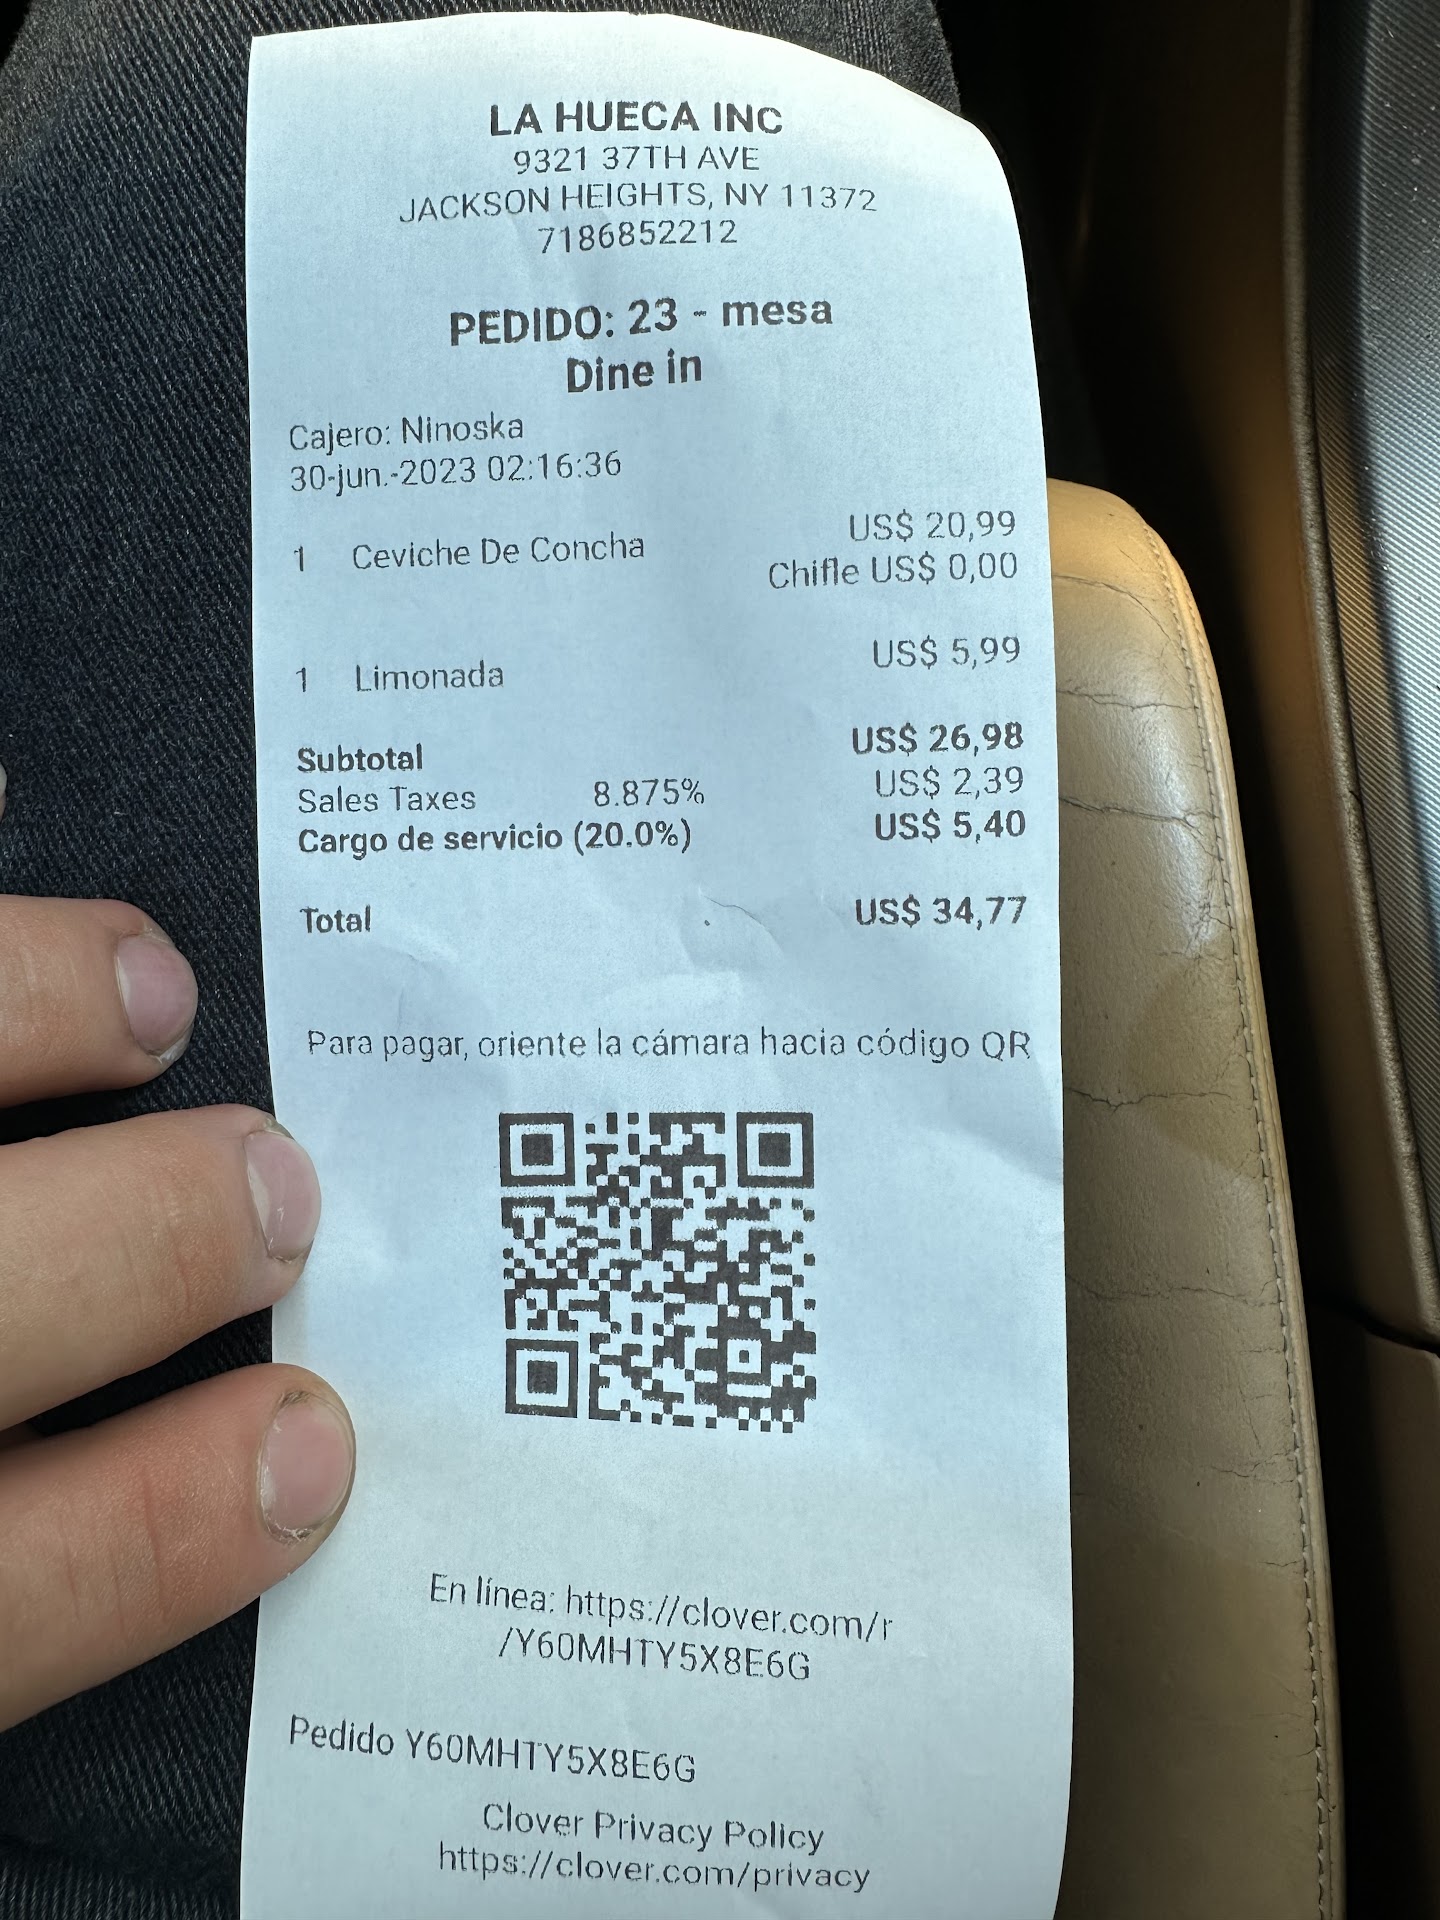 LA HUECA INC
9321 37TH AVE
JACKSON HEIGHTS, NY 11372
7186852212
PEDIDO: 23 - mesa
Dine in
Cajero: Ninoska
30-jun.-2023 02:16:36
1 Ceviche De Concha US$ 20,99
Chifle US$ 0,00
1 Limonada US$ 5,99
Subtotal US$ 26,98
Sales Taxes 8.875% US$ 2,39
Cargo de servicio (20.0%) US$ 5,40
Total US$ 34,77
Para pagar, oriente la cámara hacia código QR
En línea: https://clover.com/r
/Y60MHTY5X8E6G
Pedido Y60MHTY5X8E6G
Clover Privacy Policy
https://clover.com/privacy